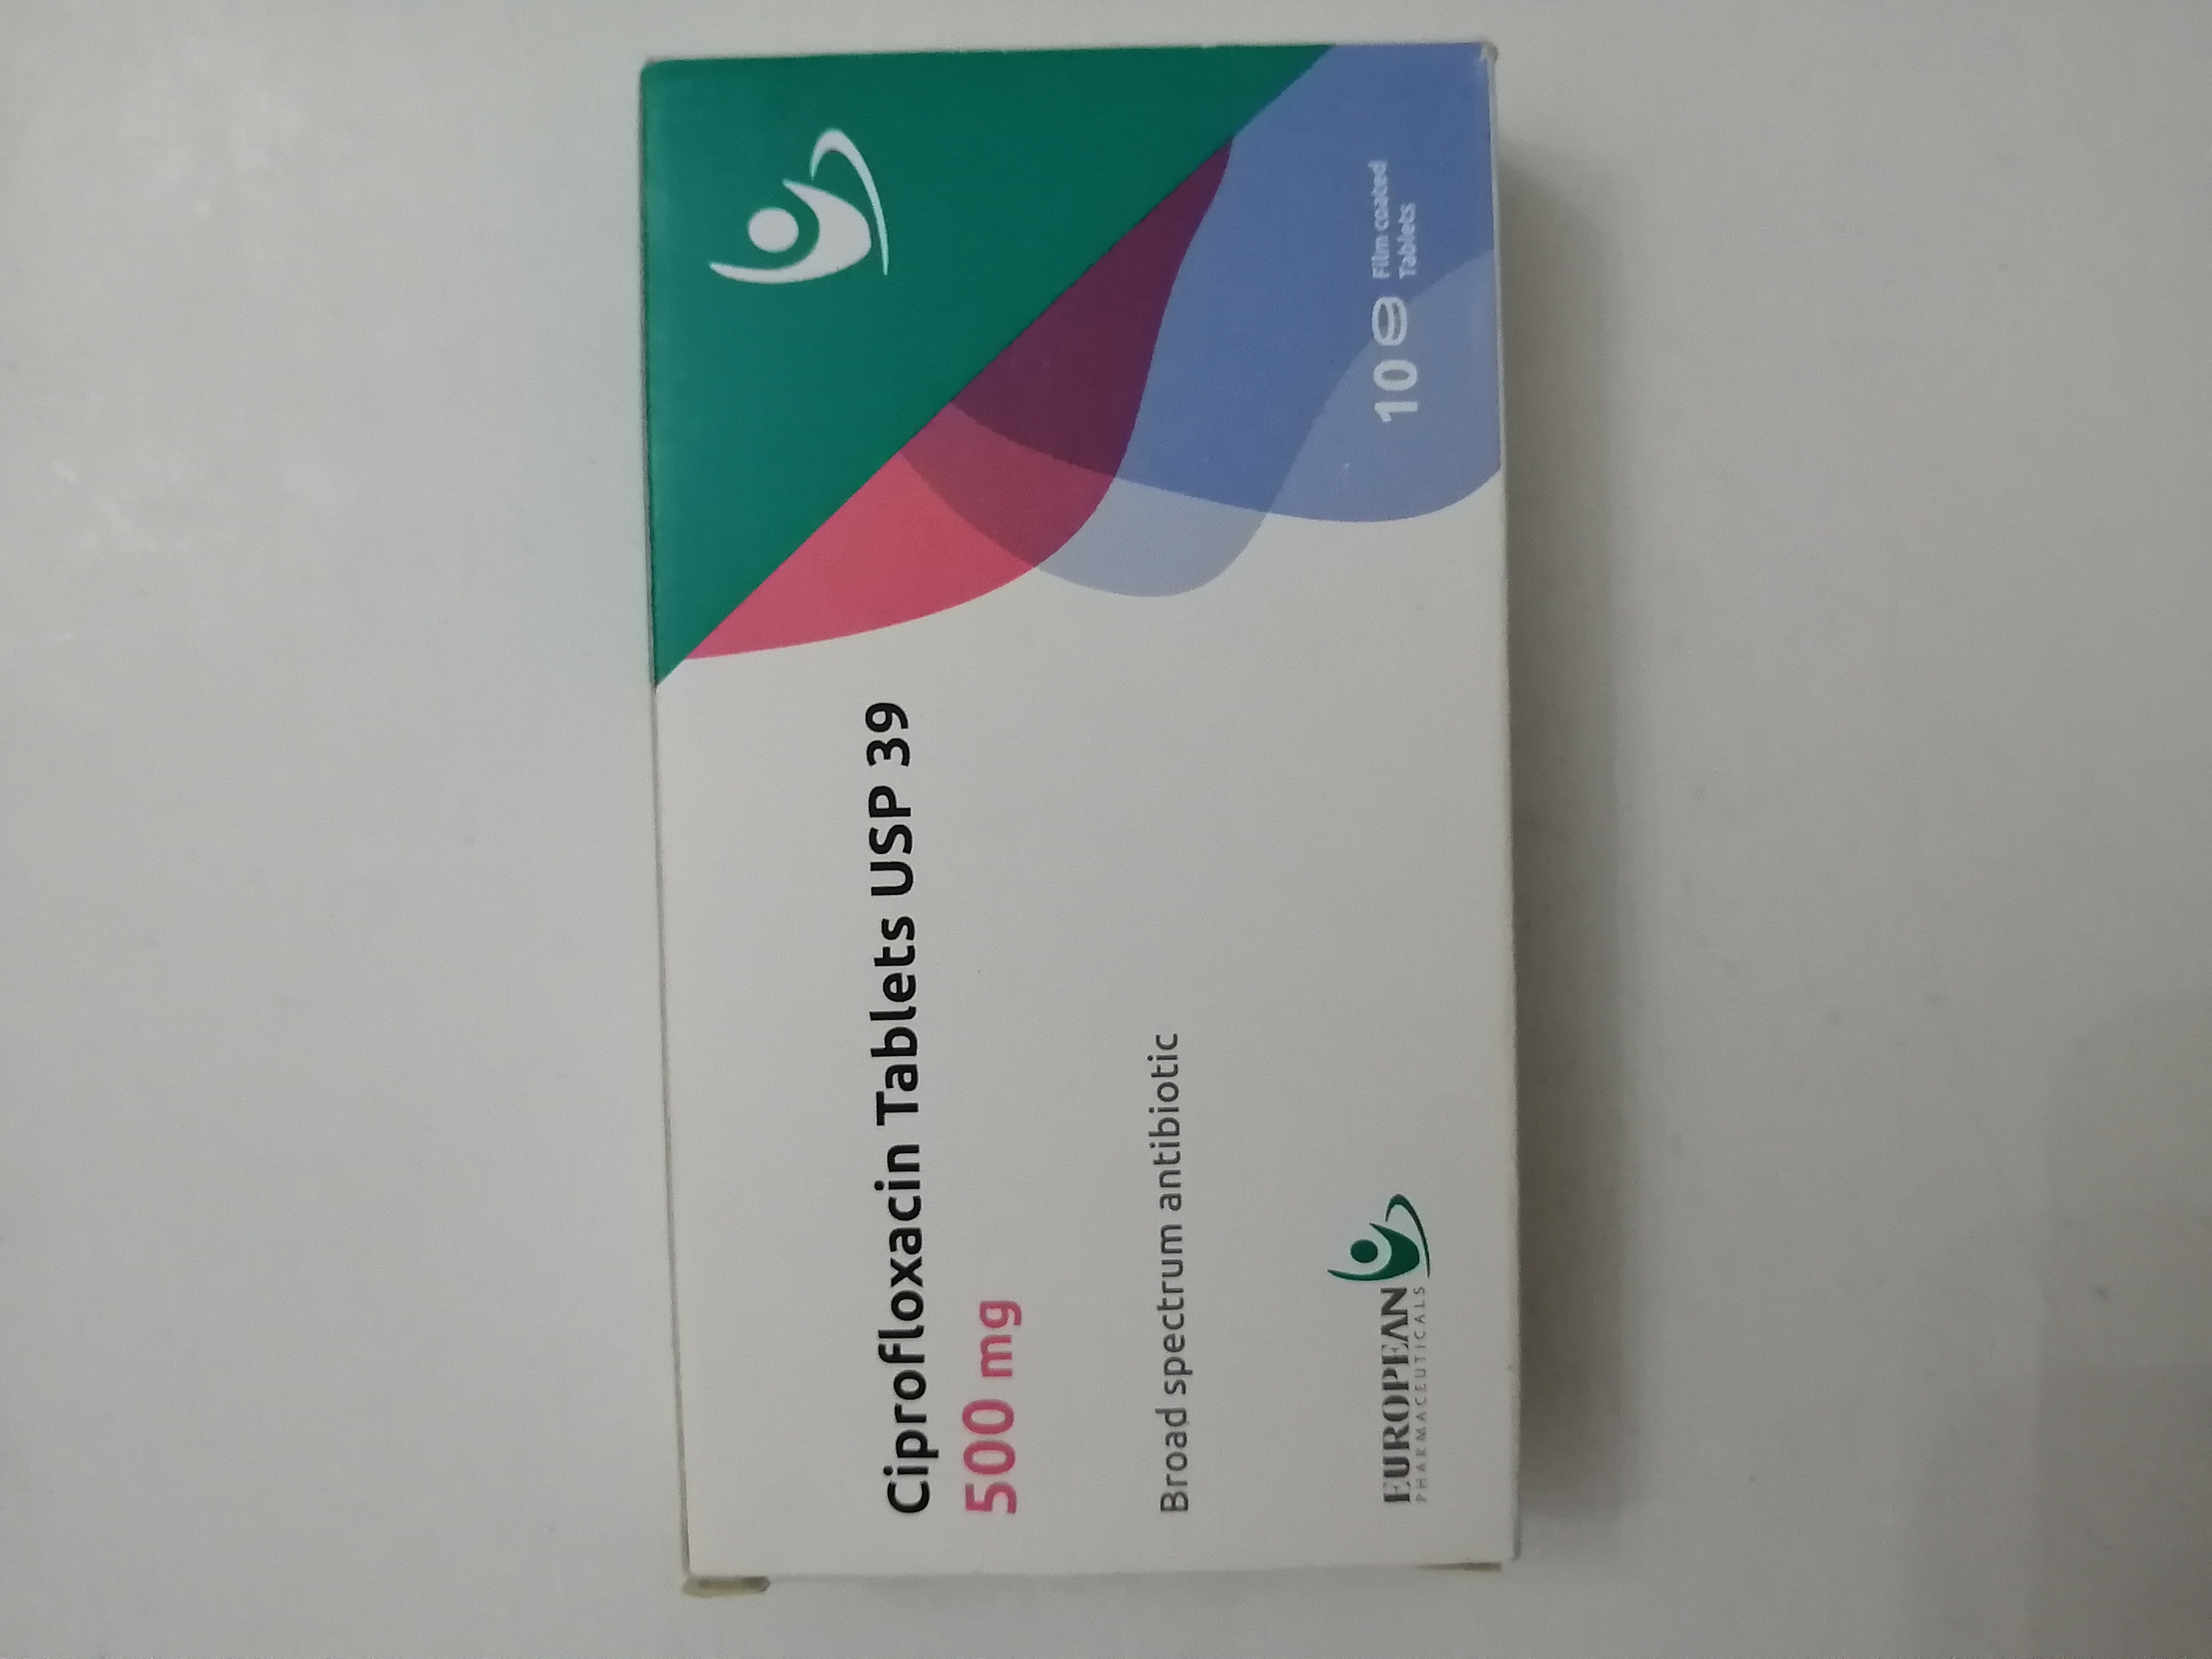 Ciprofloxacin Tablets USP 39
500 mg
Broad spectrum antibiotic
EUROPEAN
PHARMACEUTICALS
10 Film coated
Tablets